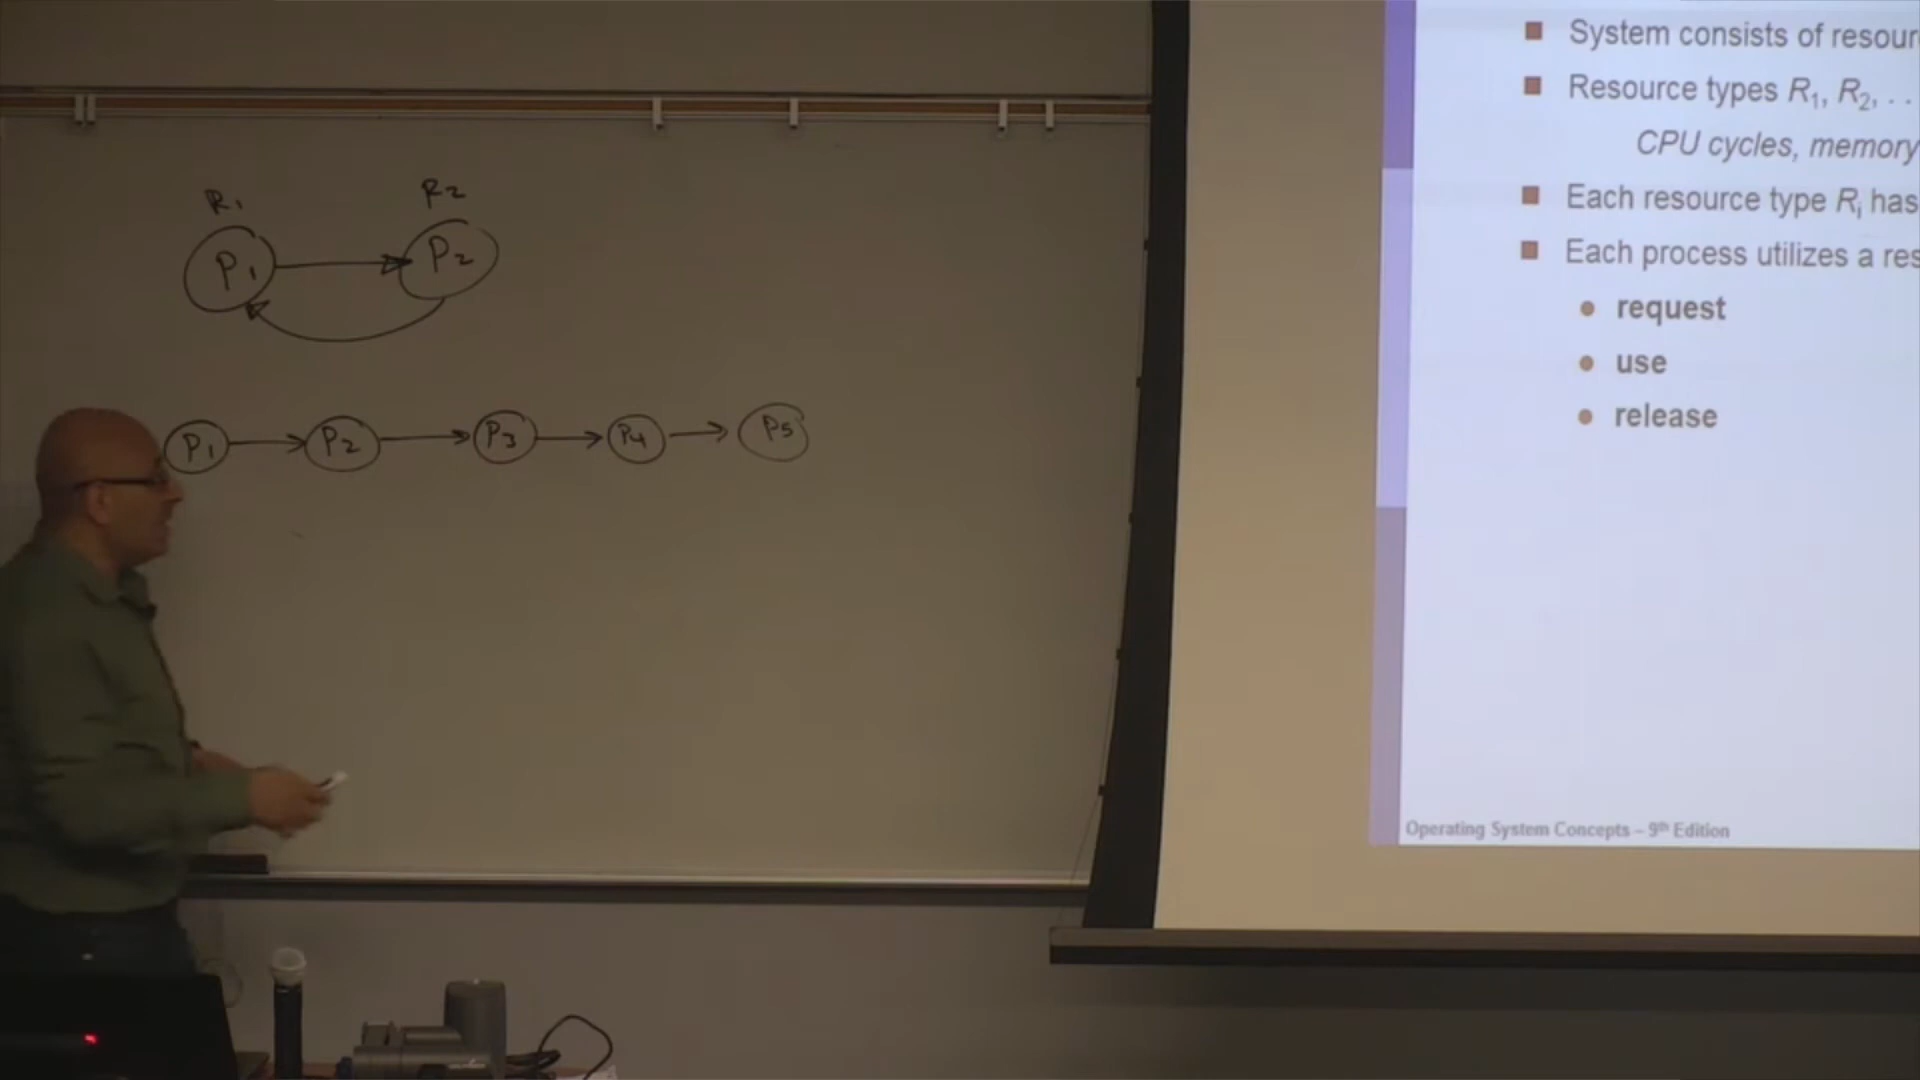 R1 R2
P1 P2
P1 P2 P3 P4 P5
System consists of resour
Resource types R1, R2, . .
CPU cycles, memory
Each resource type Ri has
Each process utilizes a res
request
use
release
Operating System Concepts – 9th Edition